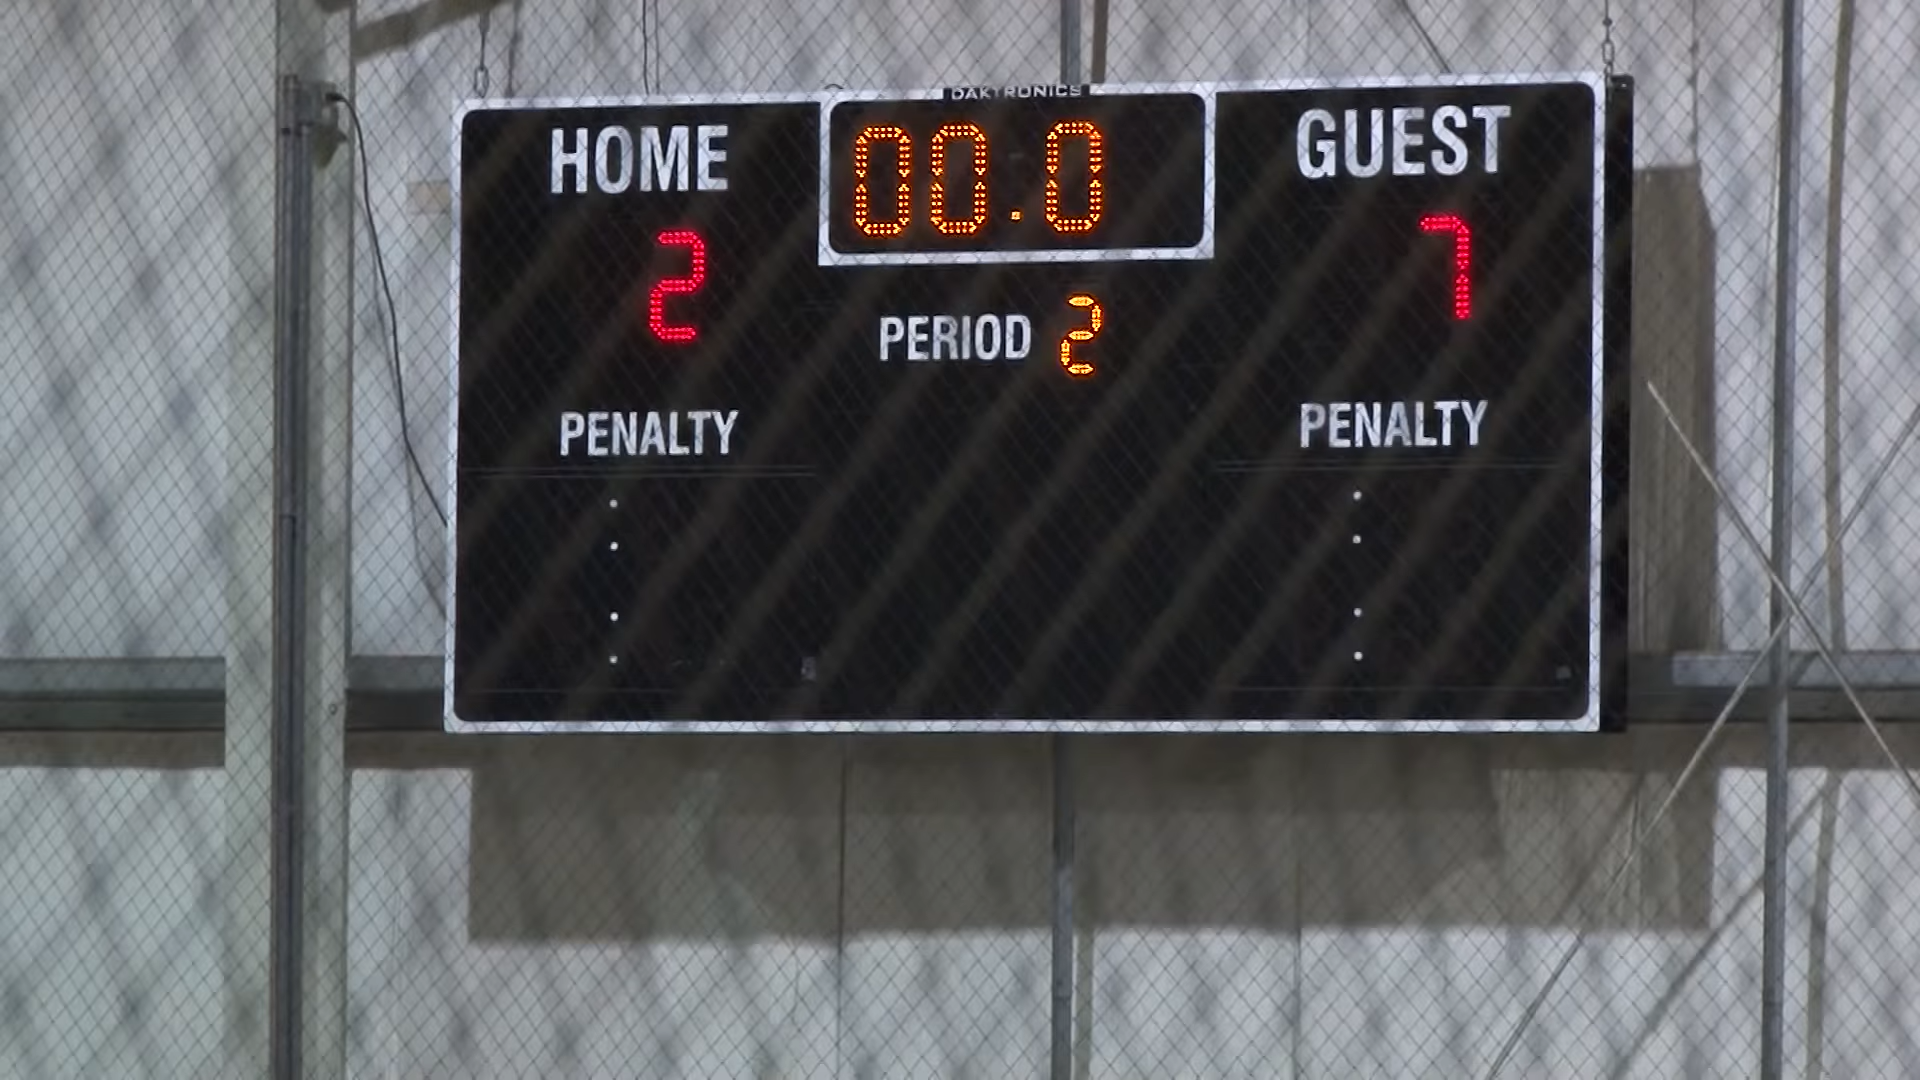 DAKTRONICS
HOME 00.0 GUEST
2 7
PERIOD 2
PENALTY PENALTY